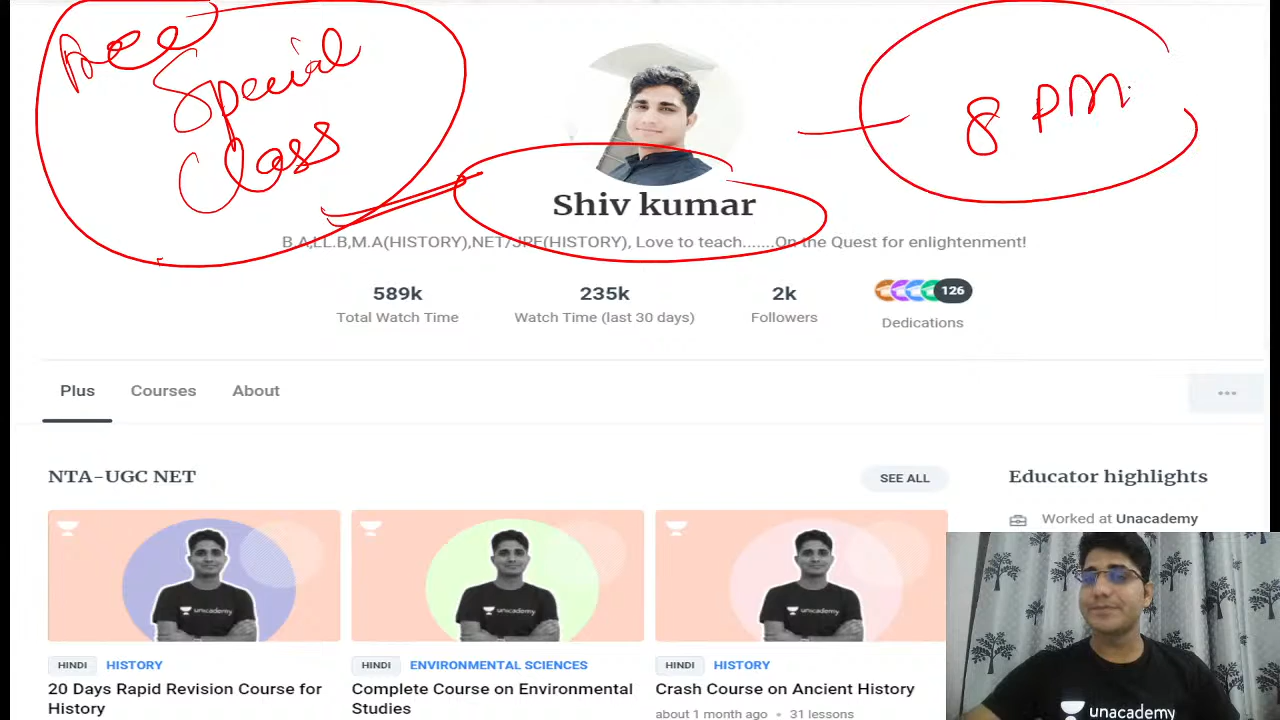 Free
Special
Class
8 PM
Shiv kumar
B.A,LL.B,M.A(HISTORY),NET/JRF(HISTORY), Love to teach.......On the Quest for enlightenment!
589k
Total Watch Time
235k
Watch Time (last 30 days)
2k
Followers
126
Dedications
Plus
Courses
About
NTA-UGC NET
SEE ALL
Educator highlights
Worked at Unacademy
unacademy
unacademy
unacademy
HINDI HISTORY
20 Days Rapid Revision Course for
History
HINDI ENVIRONMENTAL SCIENCES
Complete Course on Environmental
Studies
HINDI HISTORY
Crash Course on Ancient History
about 1 month ago • 31 lessons
unacademy